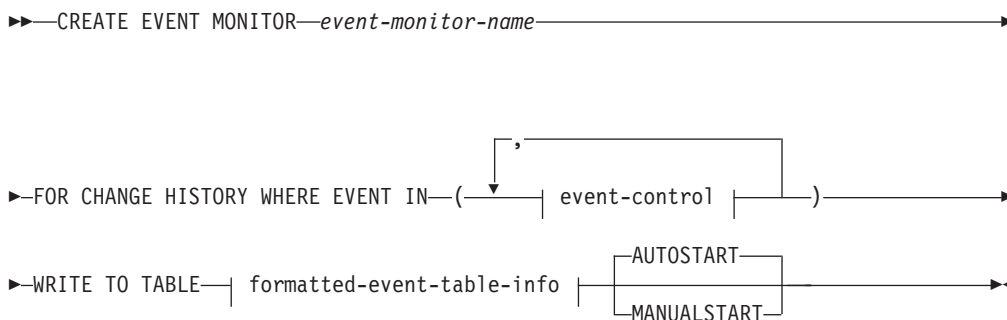 CREATE EVENT MONITOR event-monitor-name
,
FOR CHANGE HISTORY WHERE EVENT IN ( event-control )
AUTOSTART
WRITE TO TABLE formatted-event-table-info
MANUALSTART